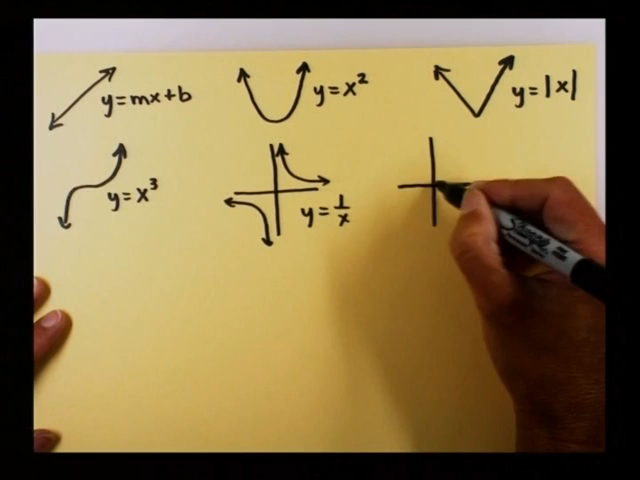 y=mx+b
y=x²
y=|x|
y=x³
y=1/x
Sharpie